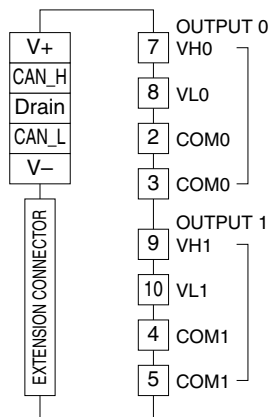 V+
CAN_H
Drain
CAN_L
V–
EXTENSION CONNECTOR
OUTPUT 0
7 VH0
8 VL0
2 COM0
3 COM0
OUTPUT 1
9 VH1
10 VL1
4 COM1
5 COM1